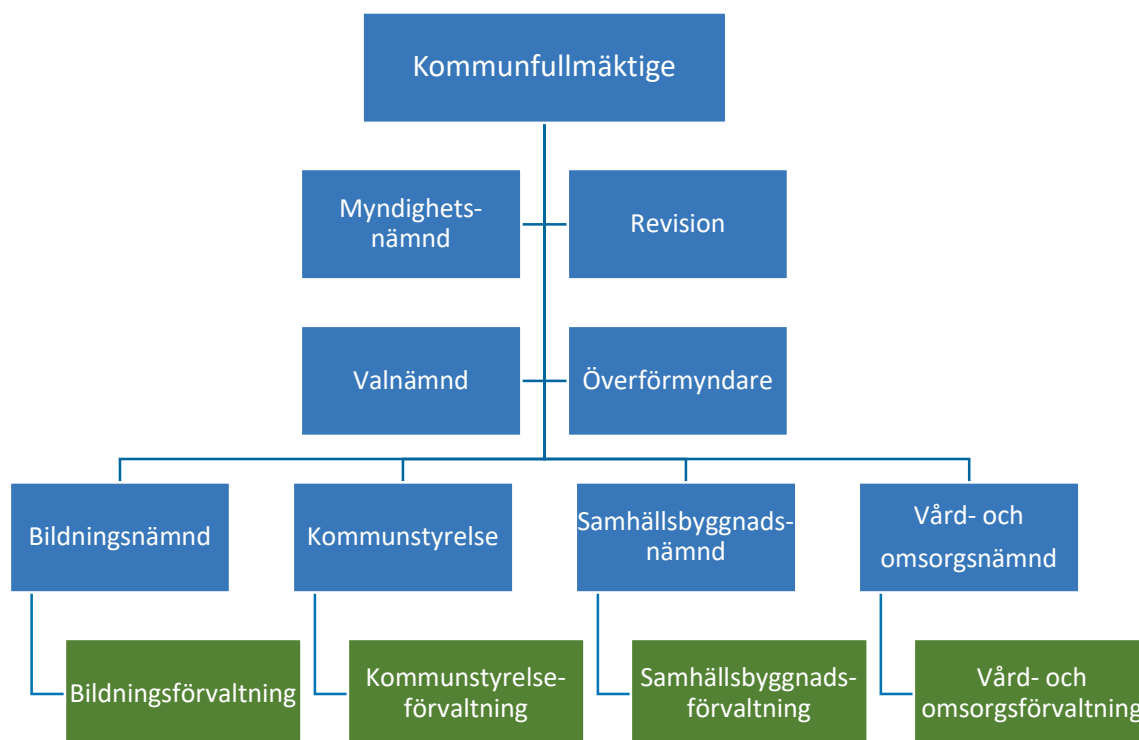 Kommunfullmäktige
Myndighets-
nämnd
Revision
Valnämnd
Överförmyndare
Bildningsnämnd
Kommunstyrelse
Samhällsbyggnads-
nämnd
Vård- och
omsorgsnämnd
Bildningsförvaltning
Kommunstyrelse-
förvaltning
Samhällsbyggnads-
förvaltning
Vård- och
omsorgsförvaltning